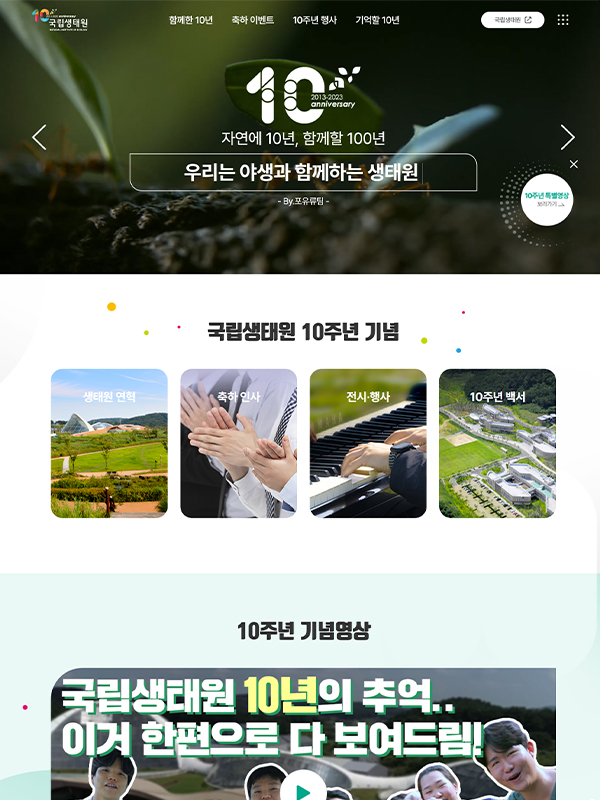 10 국립생태원
함께한 10년 축하 이벤트 10주년 행사 기억할 10년
국립생태원
10
2013-2023
anniversary
자연에 10년, 함께할 100년
우리는 야생과 함께하는 생태원
- By.포유류팀 -
10주년 특별영상
보러가기
국립생태원 10주년 기념
생태원 연혁
축하 인사
전시·행사
10주년 백서
10주년 기념영상
국립생태원 10년의 추억..
이거 한편으로 다 보여드림!